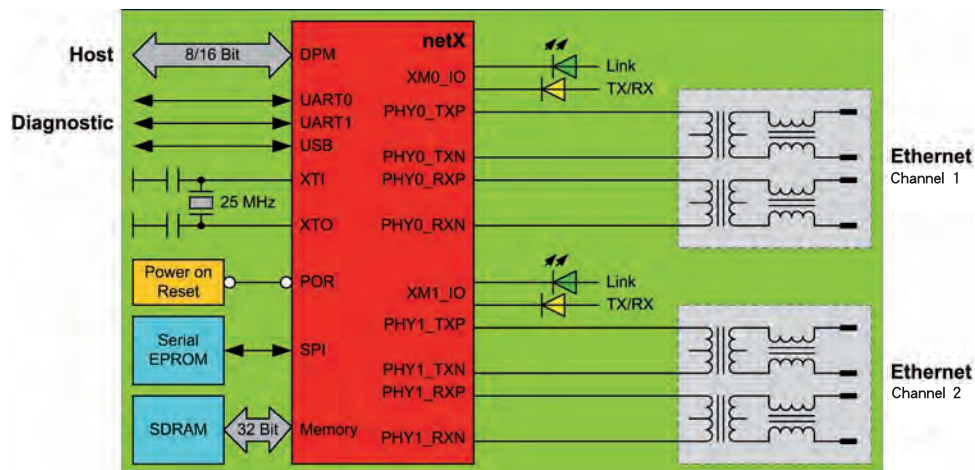 netX
Host
8/16 Bit
DPM
Link
XM0_IO
TX/RX
UART0
PHY0_TXP
Diagnostic
UART1
USB
PHY0_TXN
Ethernet
Channel 1
XTI
PHY0_RXP
25 MHz
XTO
PHY0_RXN
Power on
Reset
POR
Link
XM1_IO
TX/RX
PHY1_TXP
Serial
EPROM
SPI
PHY1_TXN
Ethernet
Channel 2
PHY1_RXP
SDRAM
32 Bit
Memory
PHY1_RXN